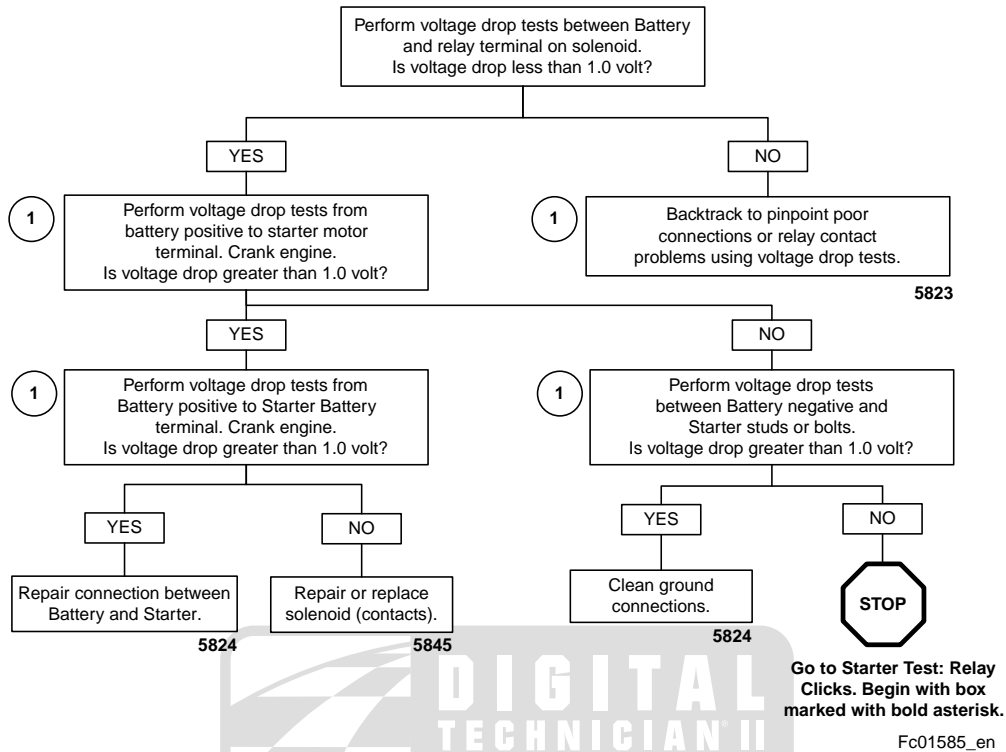 Perform voltage drop tests between Battery
and relay terminal on solenoid.
Is voltage drop less than 1.0 volt?
YES
NO
1
Perform voltage drop tests from
battery positive to starter motor
terminal. Crank engine.
Is voltage drop greater than 1.0 volt?
1
Backtrack to pinpoint poor
connections or relay contact
problems using voltage drop tests.
5823
YES
NO
1
Perform voltage drop tests from
Battery positive to Starter Battery
terminal. Crank engine.
Is voltage drop greater than 1.0 volt?
1
Perform voltage drop tests
between Battery negative and
Starter studs or bolts.
Is voltage drop greater than 1.0 volt?
YES
NO
YES
NO
Repair connection between
Battery and Starter.
5824
Repair or replace
solenoid (contacts).
5845
Clean ground
connections.
5824
STOP
Go to Starter Test: Relay
Clicks. Begin with box
marked with bold asterisk.
DIGITAL
TECHNICIAN II
Fc01585_en